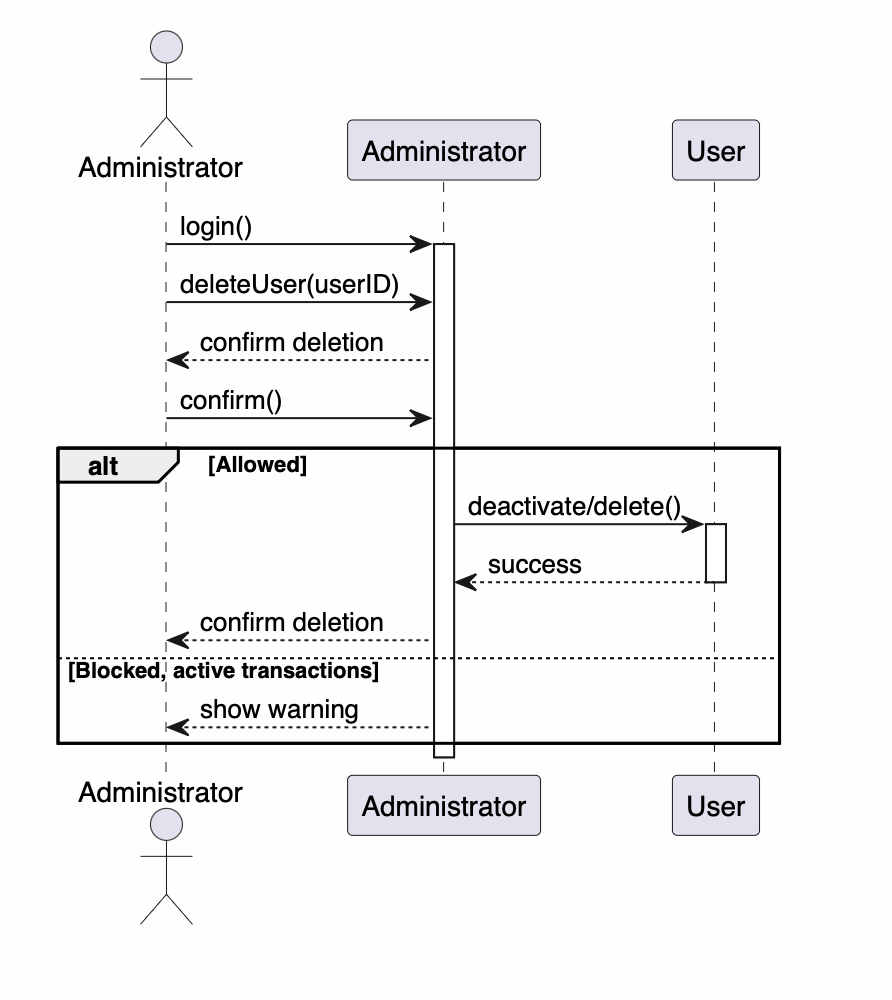 Administrator
Administrator
User
login()
deleteUser(userID)
confirm deletion
confirm()
alt
[Allowed]
deactivate/delete()
success
confirm deletion
[Blocked, active transactions]
show warning
Administrator
Administrator
User